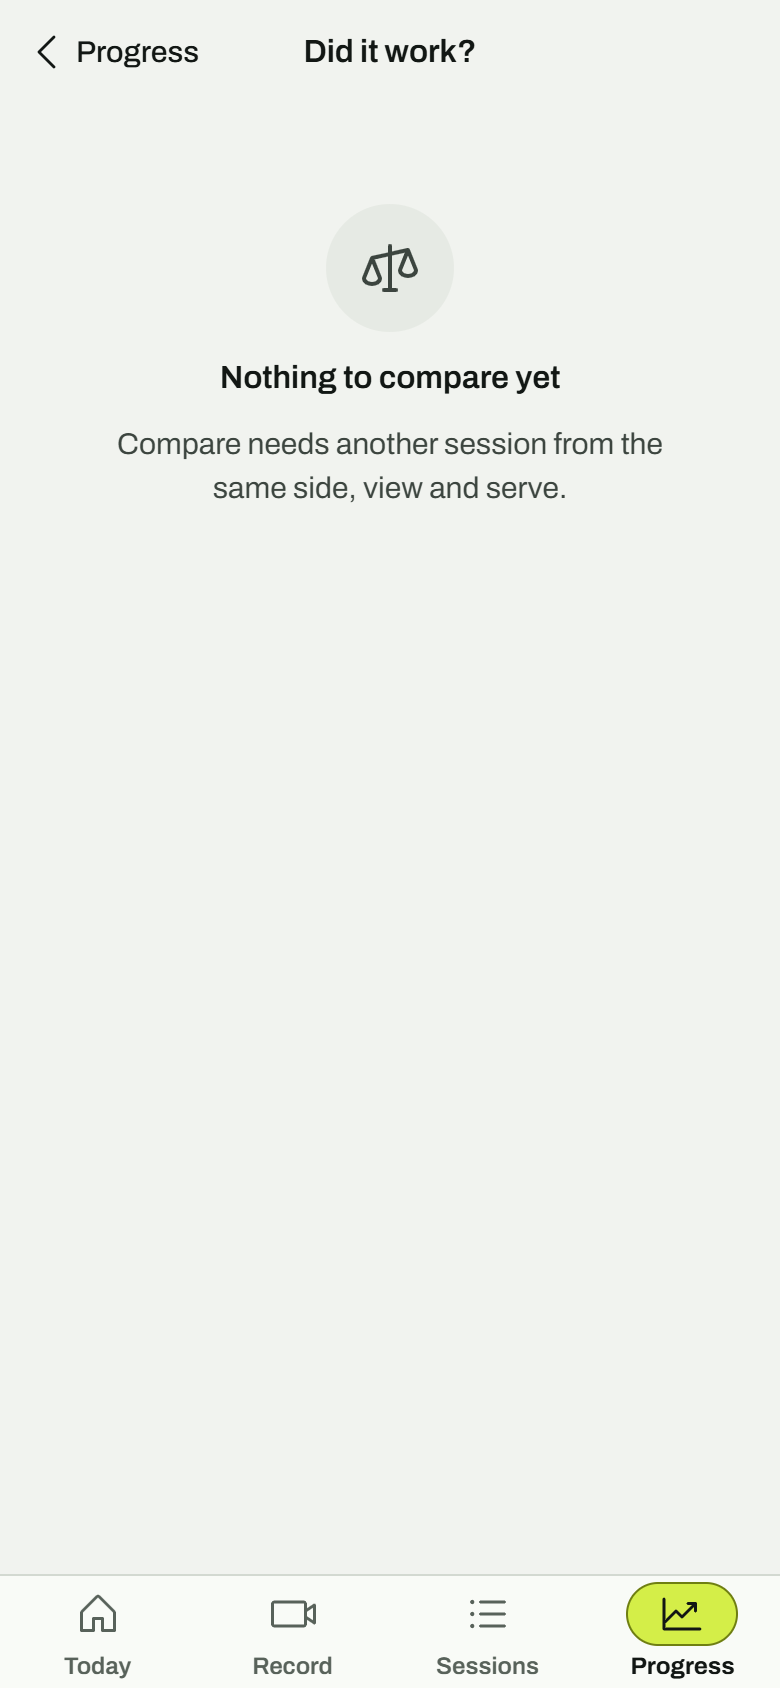 Progress
Did it work?
Nothing to compare yet
Compare needs another session from the
same side, view and serve.
Today
Record
Sessions
Progress